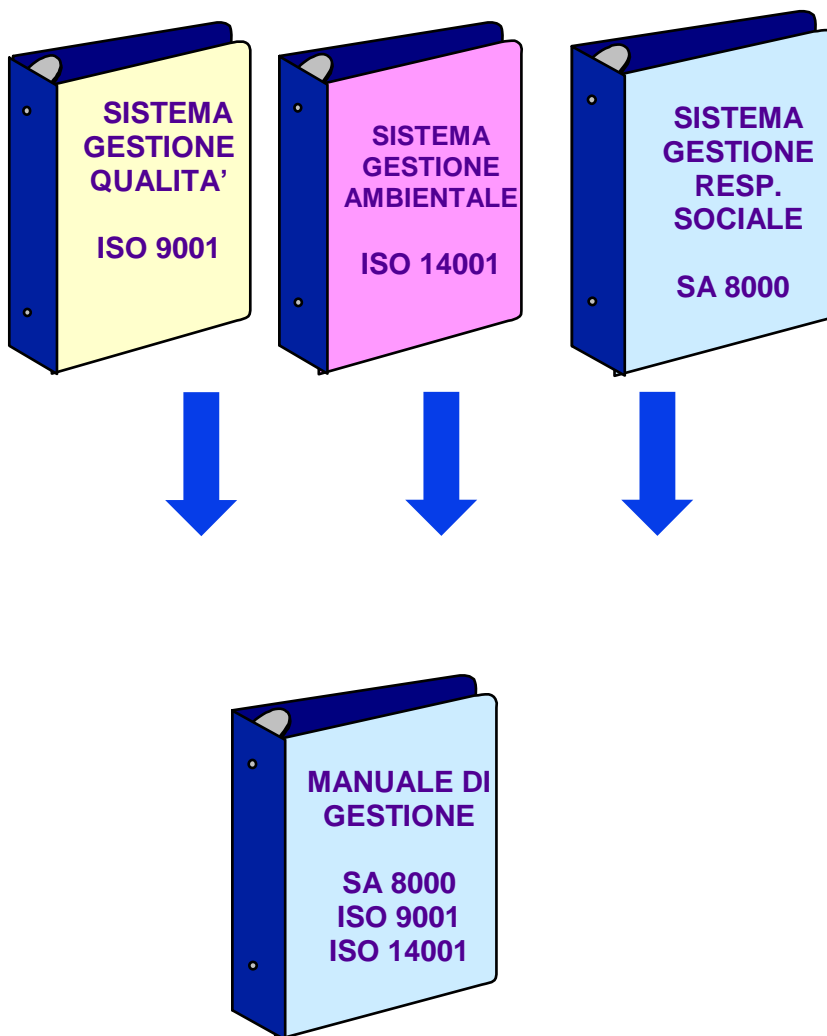 SISTEMA
GESTIONE
QUALITA’
ISO 9001
SISTEMA
GESTIONE
AMBIENTALE
ISO 14001
SISTEMA
GESTIONE
RESP.
SOCIALE
SA 8000
MANUALE DI
GESTIONE
SA 8000
ISO 9001
ISO 14001